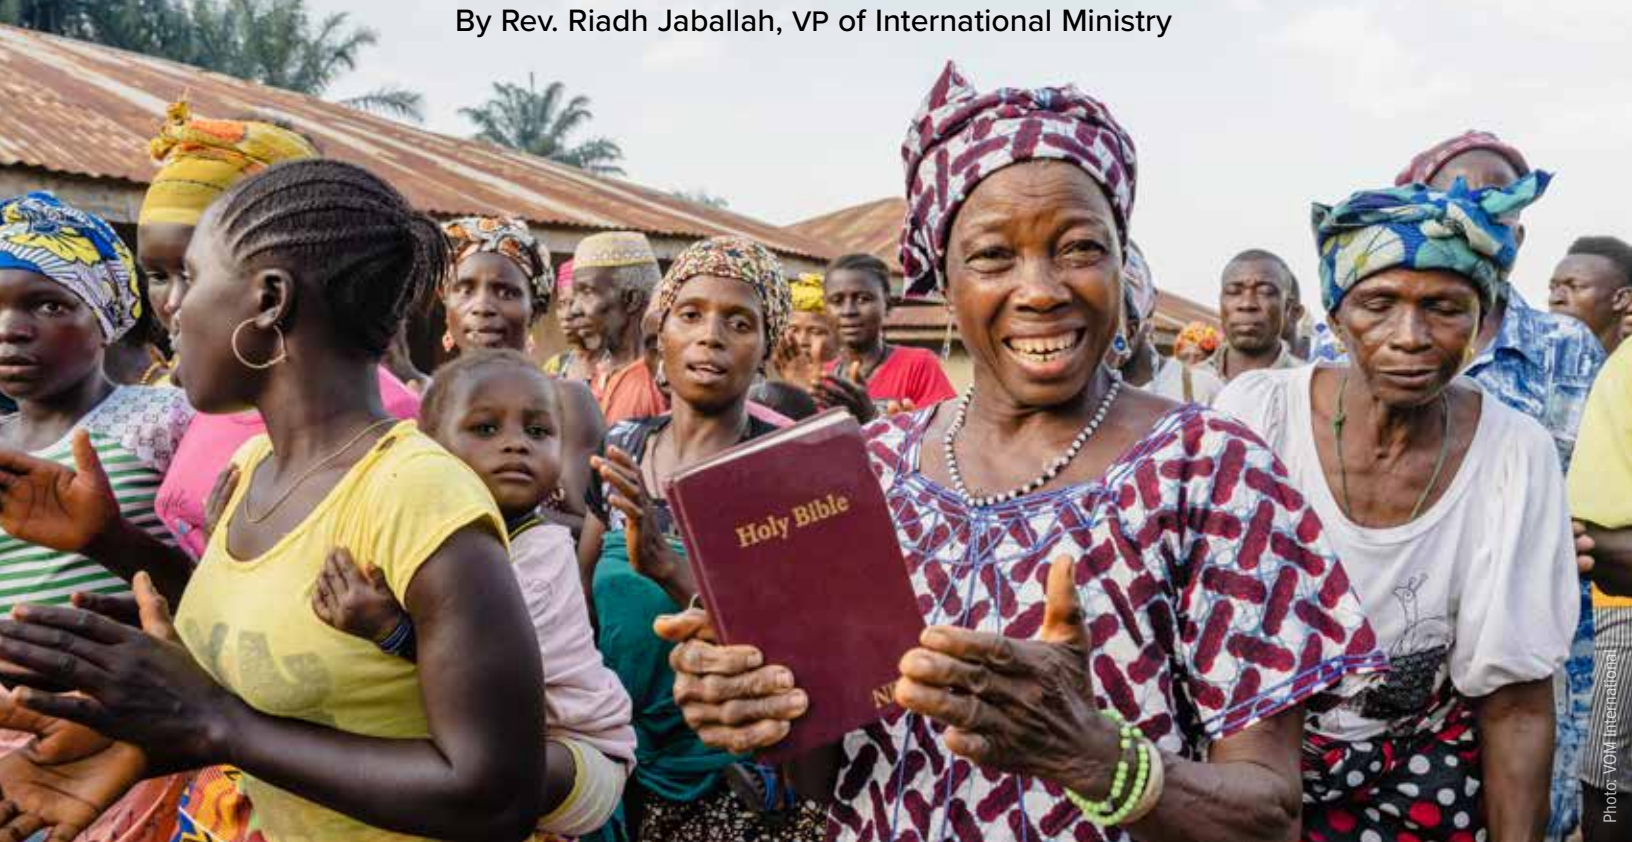 By Rev. Riadh Jaballah, VP of International Ministry
Holy Bible
Photo: VOM International